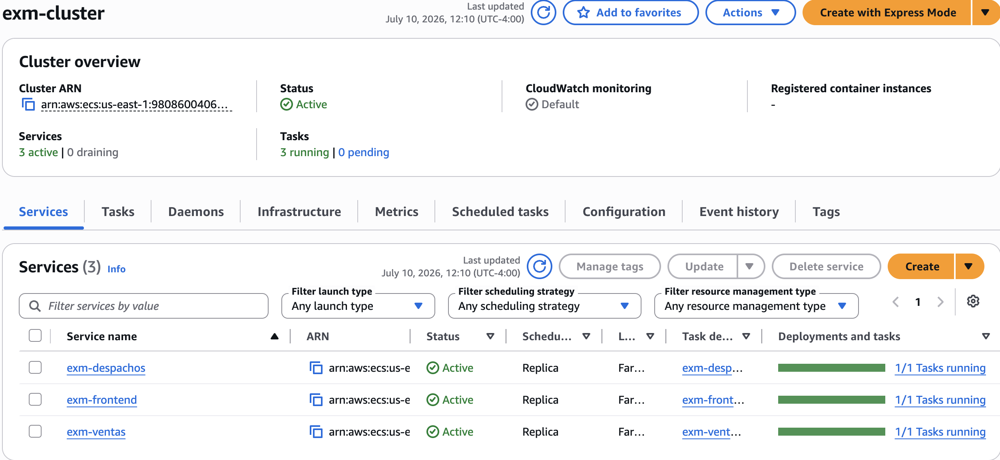 exm-cluster
Last updated
July 10, 2026, 12:10 (UTC-4:00)
Add to favorites
Actions
Create with Express Mode
Cluster overview
Cluster ARN
arn:aws:ecs:us-east-1:9808600406...
Status
Active
CloudWatch monitoring
Default
Registered container instances
-
Services
3 active | 0 draining
Tasks
3 running | 0 pending
Services
Tasks
Daemons
Infrastructure
Metrics
Scheduled tasks
Configuration
Event history
Tags
Services (3) Info
Last updated
July 10, 2026, 12:10 (UTC-4:00)
Manage tags
Update
Delete service
Create
Filter services by value
Filter launch type
Any launch type
Filter scheduling strategy
Any scheduling strategy
Filter resource management type
Any resource management type
1
Service name ARN Status Schedu... L... Task de... Deployments and tasks
exm-despachos arn:aws:ecs:us-e Active Replica Far... exm-desp... 1/1 Tasks running
exm-frontend arn:aws:ecs:us-e Active Replica Far... exm-front... 1/1 Tasks running
exm-ventas arn:aws:ecs:us-e Active Replica Far... exm-vent... 1/1 Tasks running